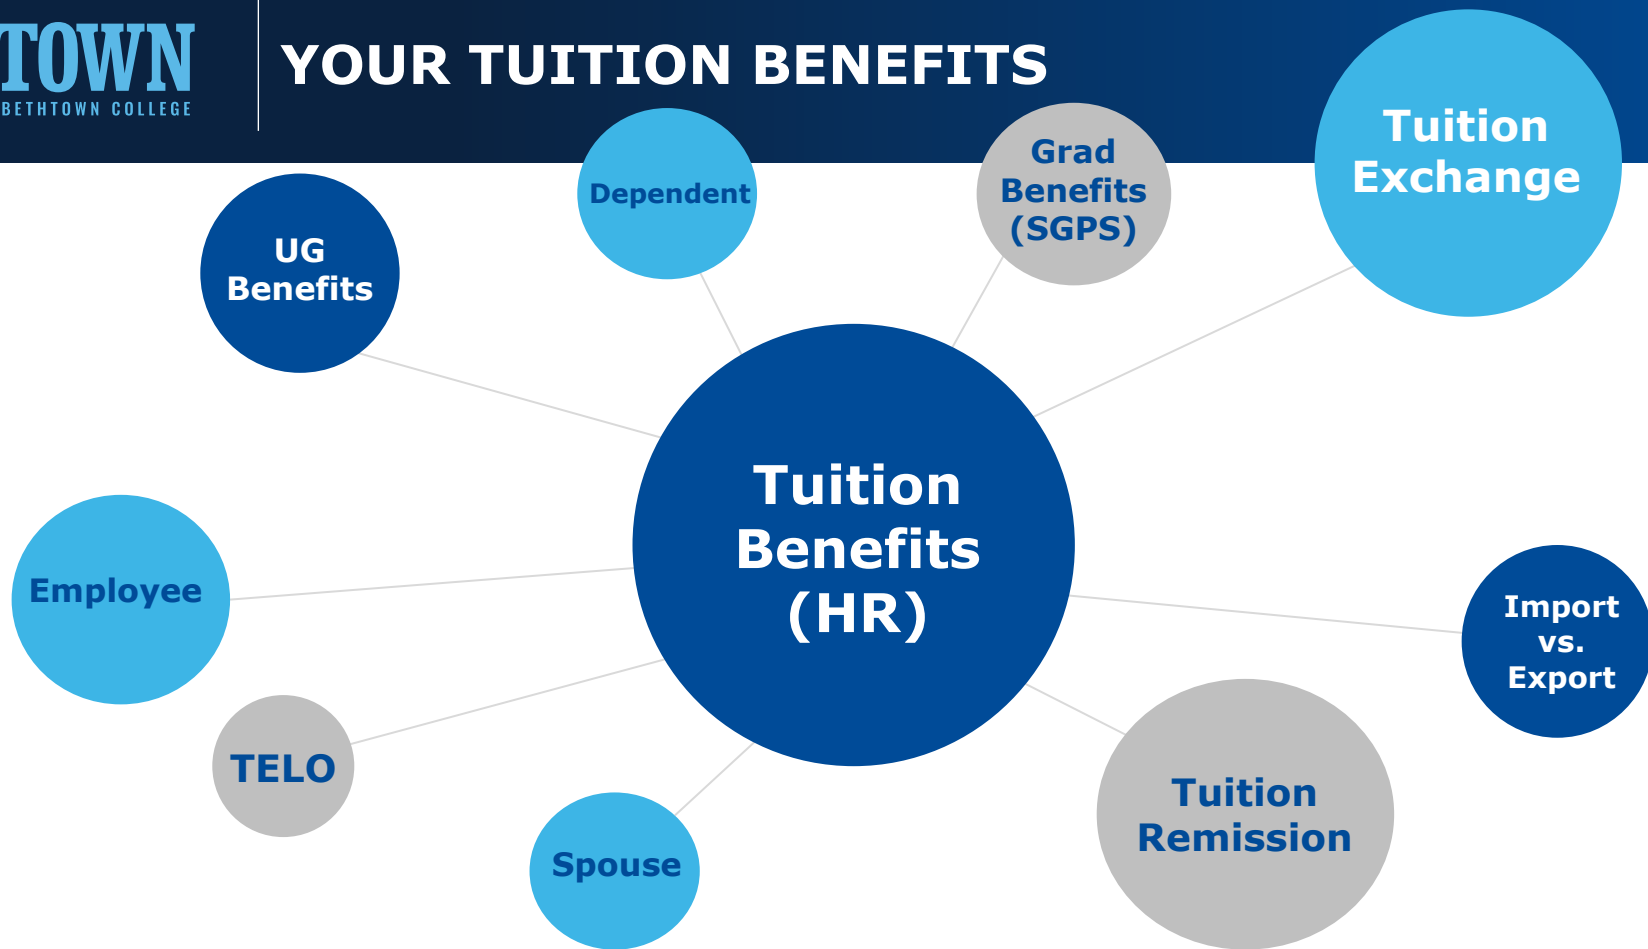 TOWN
BETHTOWN COLLEGE
YOUR TUITION BENEFITS
Tuition
Exchange
Grad
Benefits
(SGPS)
Dependent
UG
Benefits
Tuition
Benefits
(HR)
Employee
Import
vs.
Export
TELO
Tuition
Remission
Spouse